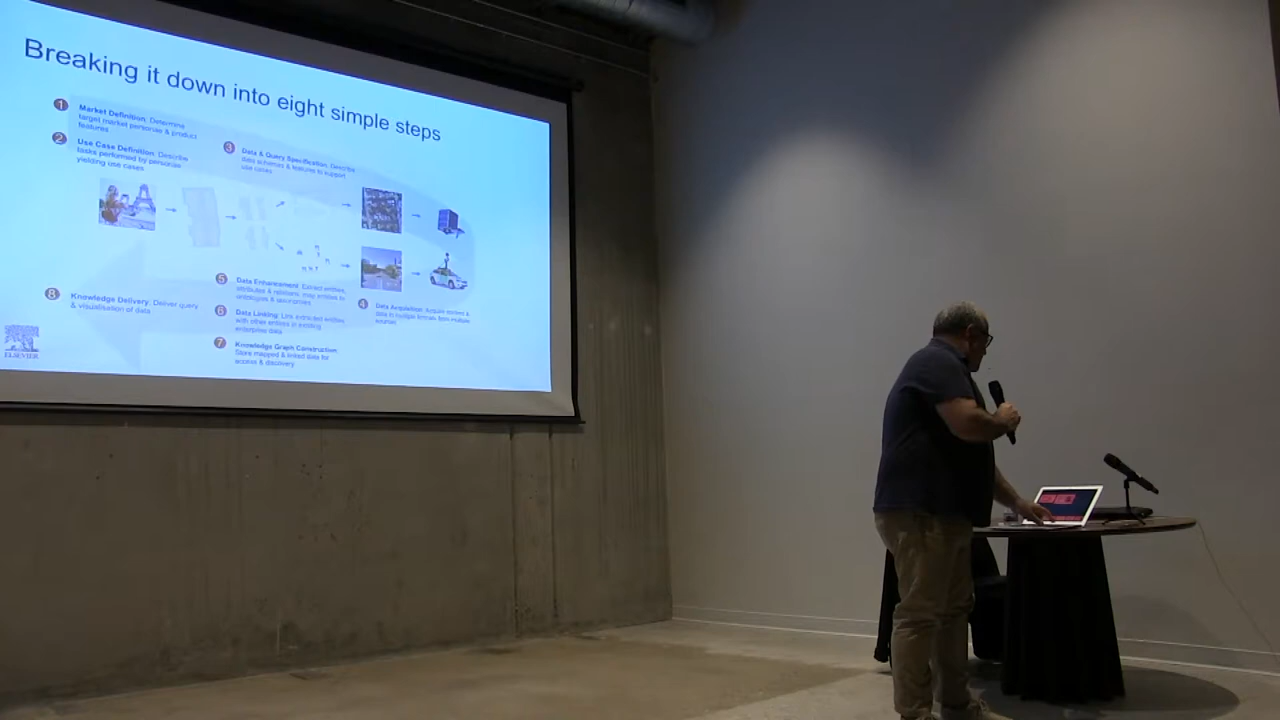 Breaking it down into eight simple steps
1 Market Definition: Determine
target market personae & product
features
2 Use Case Definition: Describe
tasks performed by personae
yielding use cases
3 Data & Query Specification: Describe
data schemas & features to support
use cases
5 Data Enhancement: Extract entities,
attributes & relations, map entities to
ontologies & taxonomies
6 Data Linking: Link extracted entities
with other entities in existing
enterprise data
7 Knowledge Graph Construction:
Store mapped & linked data for
access & discovery
4 Data Acquisition: Acquire content &
data in multiple formats from multiple
sources
8 Knowledge Delivery: Deliver query
& visualisation of data
ELSEVIER